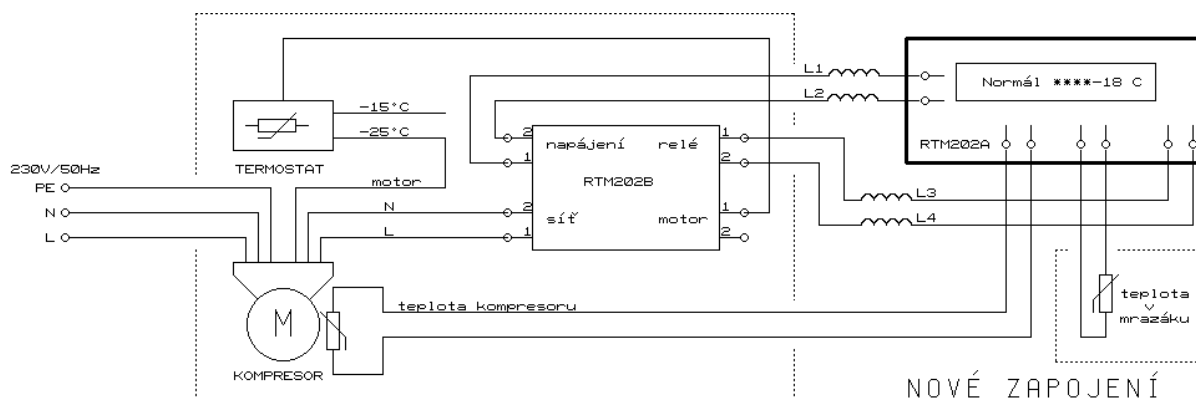 L1
L2
Normál ****-18 C
-15°C
-25°C
TERMOSTAT
2 napájení relé 1
1 2
RTM202B
RTM202A
230V/50Hz
PE
motor
N N 2 síť motor 1
L L 1 2
L3
L4
M
teplota kompresoru
teplota
v
mrazáku
KOMPRESOR
NOVÉ ZAPOJENÍ